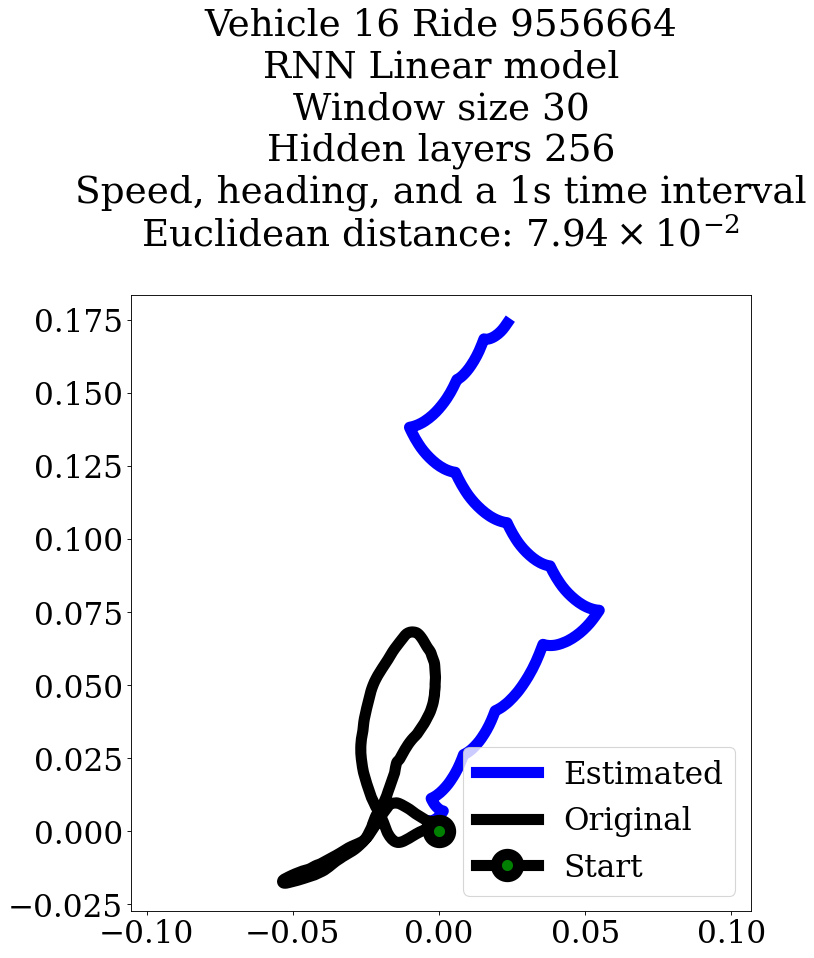 Vehicle 16 Ride 9556664
RNN Linear model
Window size 30
Hidden layers 256
Speed, heading, and a 1s time interval
Euclidean distance: 7.94 × 10⁻²
0.175
0.150
0.125
0.100
0.075
0.050
0.025
0.000
−0.025
−0.10
−0.05
0.00
0.05
0.10
Estimated
Original
Start